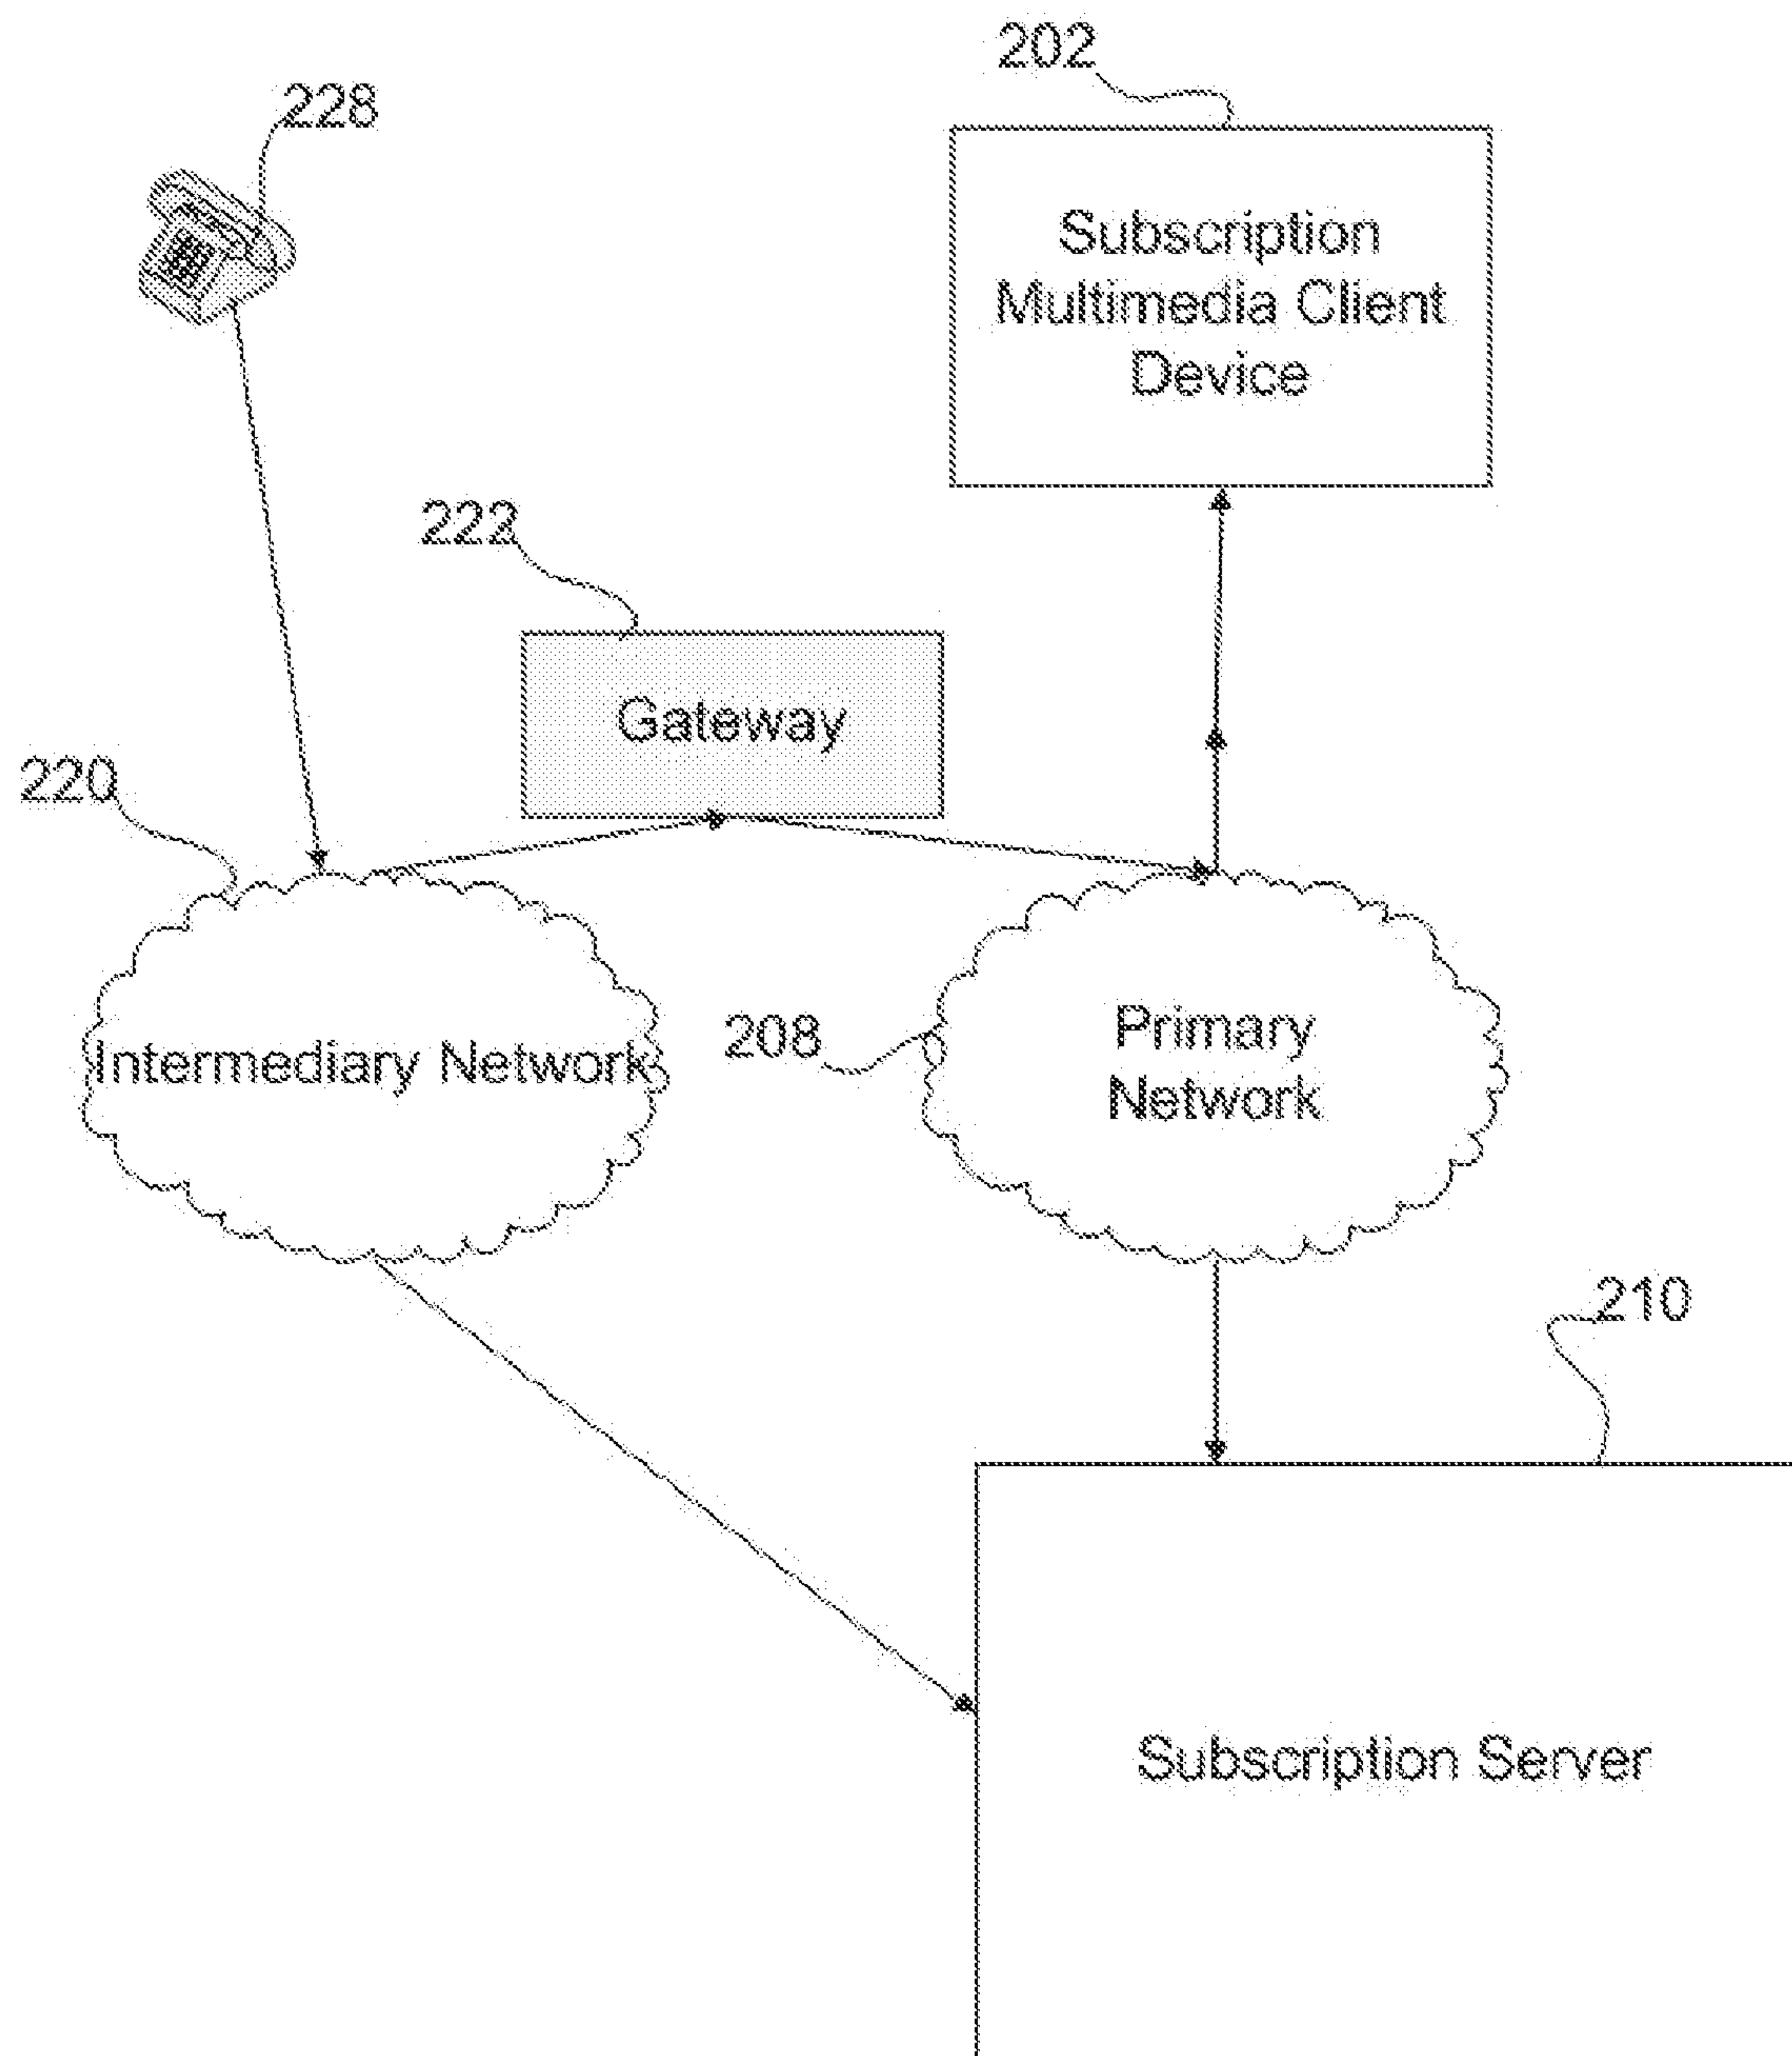 202
228
Subscription
Multimedia Client
Device
222
Gateway
220
Intermediary Network
208
Primary
Network
210
Subscription Server